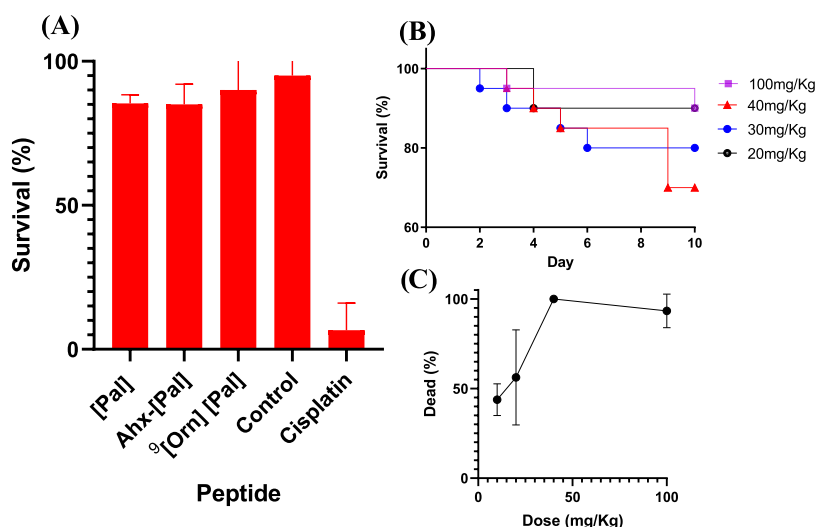 (A)
100
50
0
Survival (%)
[Pal]
Ahx-[Pal]
9[Orn] [Pal]
Control
Cisplatin
Peptide
(B)
100
80
60
Survival (%)
0 2 4 6 8 10
Day
100mg/Kg
40mg/Kg
30mg/Kg
20mg/Kg
(C)
100
50
0
Dead (%)
0 50 100
Dose (mg/Kg)